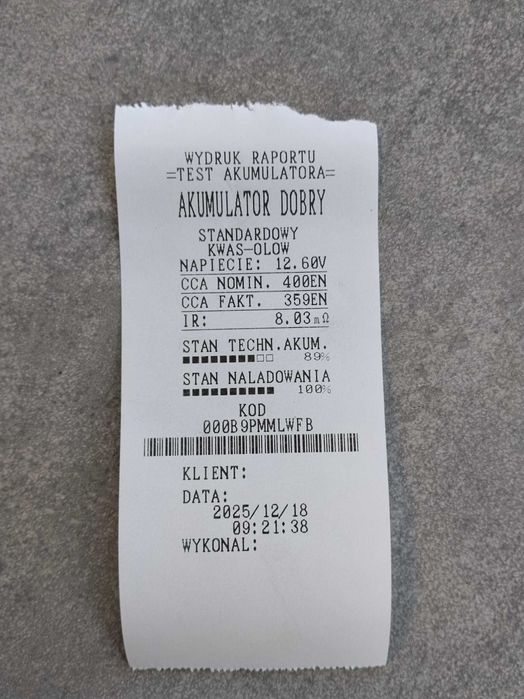 WYDRUK RAPORTU
=TEST AKUMULATORA=
AKUMULATOR DOBRY
STANDARDOWY
KWAS-OLOW
NAPIECIE: 12.60V
CCA NOMIN. 400EN
CCA FAKT. 359EN
IR: 8.03mΩ
STAN TECHN.AKUM.
89%
STAN NALADOWANIA
100%
KOD
000B9PMMLWFB
KLIENT:
DATA:
2025/12/18
09:21:38
WYKONAL: